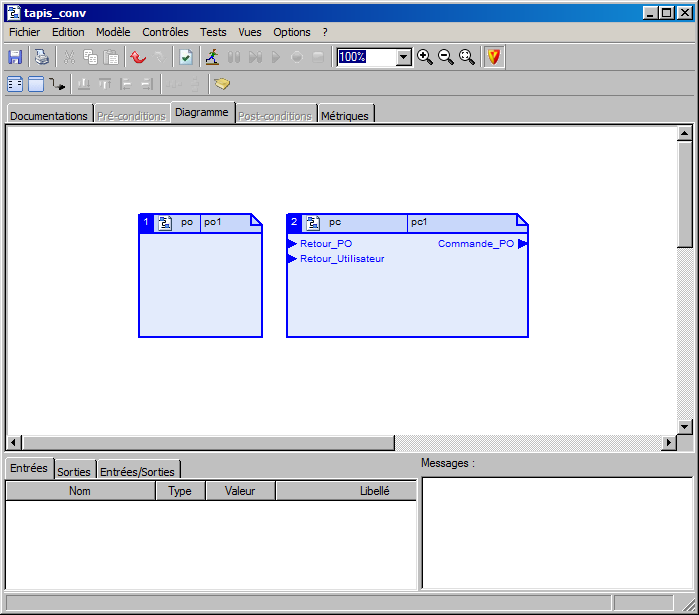 tapis_conv
Fichier Edition Modèle Contrôles Tests Vues Options ?
100%
Documentations Pré-conditions Diagramme Post-conditions Métriques
1 po po1
2 pc pc1
Retour_PO Commande_PO
Retour_Utilisateur
Entrées Sorties Entrées/Sorties
Messages :
Nom Type Valeur Libellé